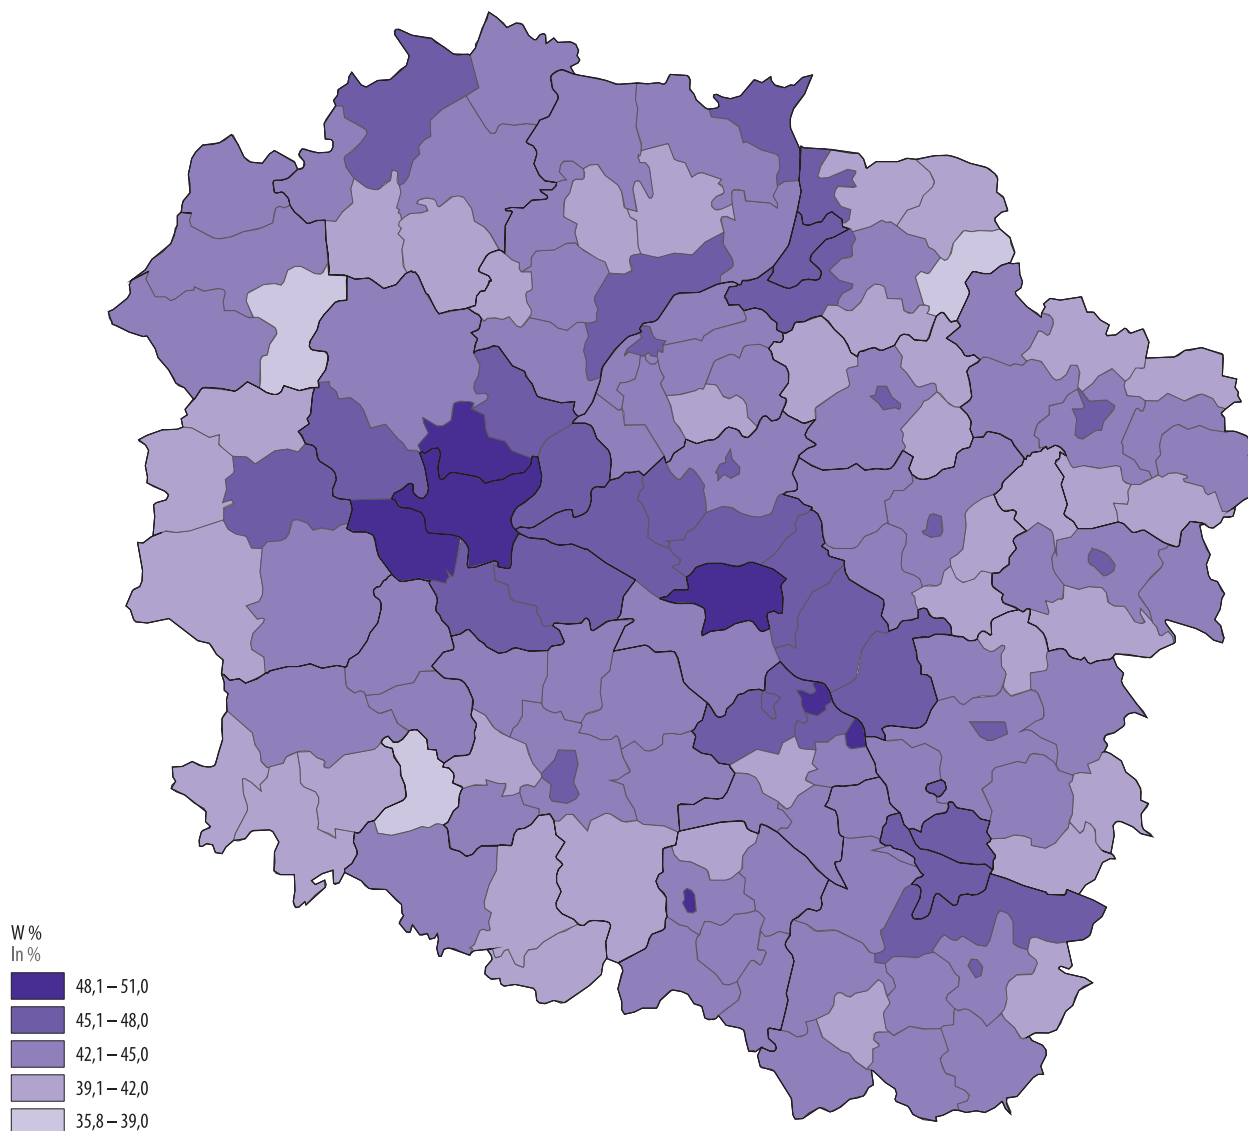 W %
In %
48,1 – 51,0
45,1 – 48,0
42,1 – 45,0
39,1 – 42,0
35,8 – 39,0